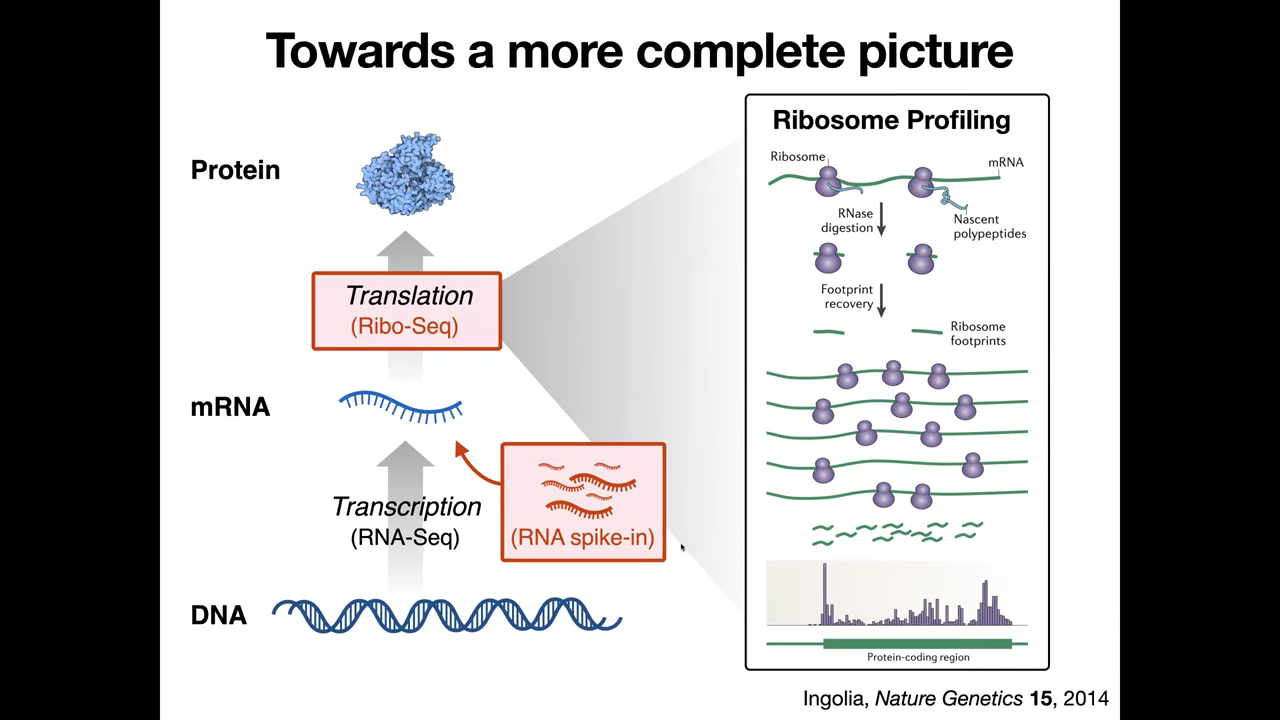 Towards a more complete picture
Protein
Translation
(Ribo-Seq)
mRNA
Transcription
(RNA-Seq)
(RNA spike-in)
DNA
Ribosome Profiling
Ribosome
mRNA
RNase
digestion
Nascent
polypeptides
Footprint
recovery
Ribosome
footprints
Protein-coding region
Ingolia, Nature Genetics 15, 2014